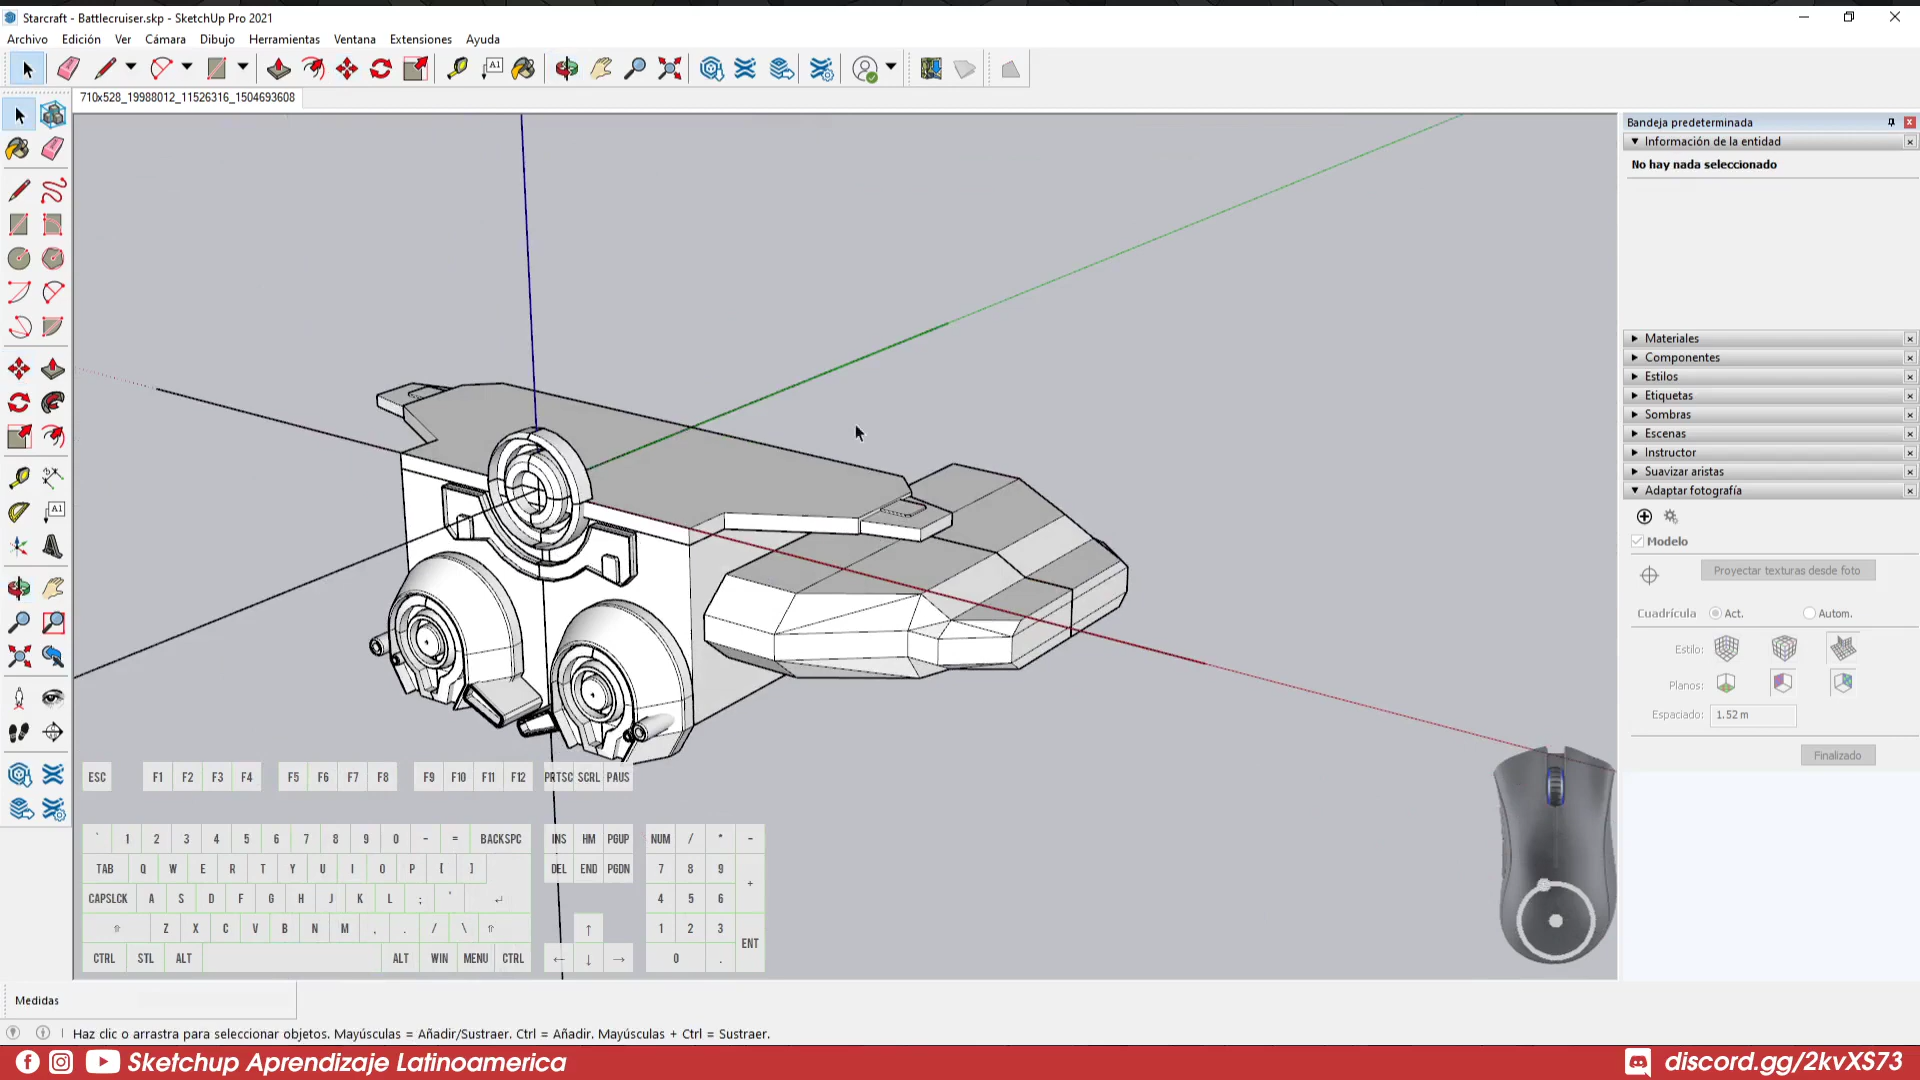 Starcraft - Battlecruiser.skp - SketchUp Pro 2021
Archivo Edición Ver Cámara Dibujo Herramientas Ventana Extensiones Ayuda
710x528_19988012_11526316_1504693608
Bandeja predeterminada
Información de la entidad
No hay nada seleccionado
Materiales
Componentes
Estilos
Etiquetas
Sombras
Escenas
Instructor
Suavizar aristas
Adaptar fotografía
Modelo
Proyectar texturas desde foto
Cuadrícula Act. Autom.
Estilo:
Planos:
Espaciado: 1.52 m
Finalizado
ESC F1 F2 F3 F4 F5 F6 F7 F8 F9 F10 F11 F12 PRTSC SCRL PAUS
` 1 2 3 4 5 6 7 8 9 0 - = BACKSPC INS HM PGUP NUM / * -
TAB Q W E R T Y U I O P [ ] DEL END PGDN 7 8 9 +
CAPSLCK A S D F G H J K L ; ' ↵ 4 5 6
⇧ Z X C V B N M , . / \ ⇧ ↑ 1 2 3 ENT
CTRL STL ALT ALT WIN MENU CTRL ← ↓ → 0 .
Medidas
Haz clic o arrastra para seleccionar objetos. Mayúsculas = Añadir/Sustraer. Ctrl = Añadir. Mayúsculas + Ctrl = Sustraer.
Sketchup Aprendizaje Latinoamerica
discord.gg/2kvXS73